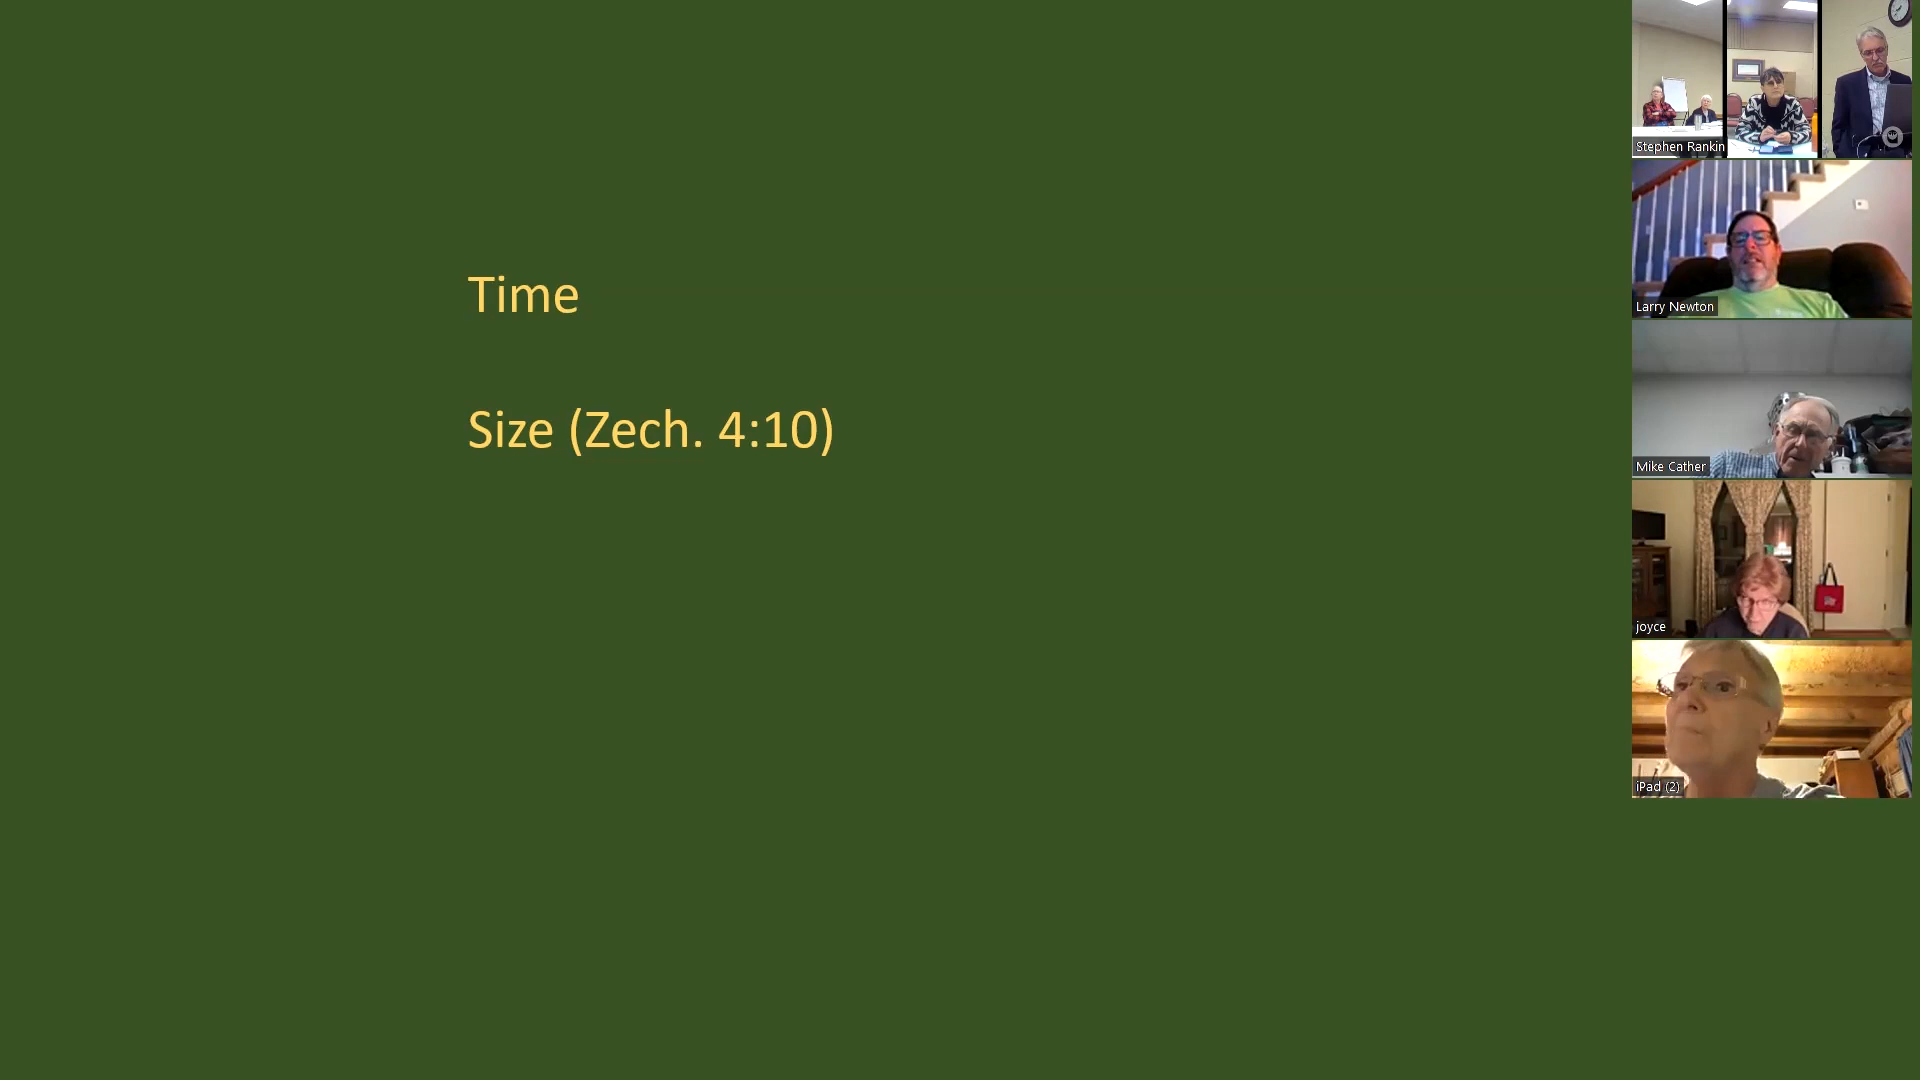 Time
Size (Zech. 4:10)
Stephen Rankin
Larry Newton
Mike Cather
joyce
iPad (2)